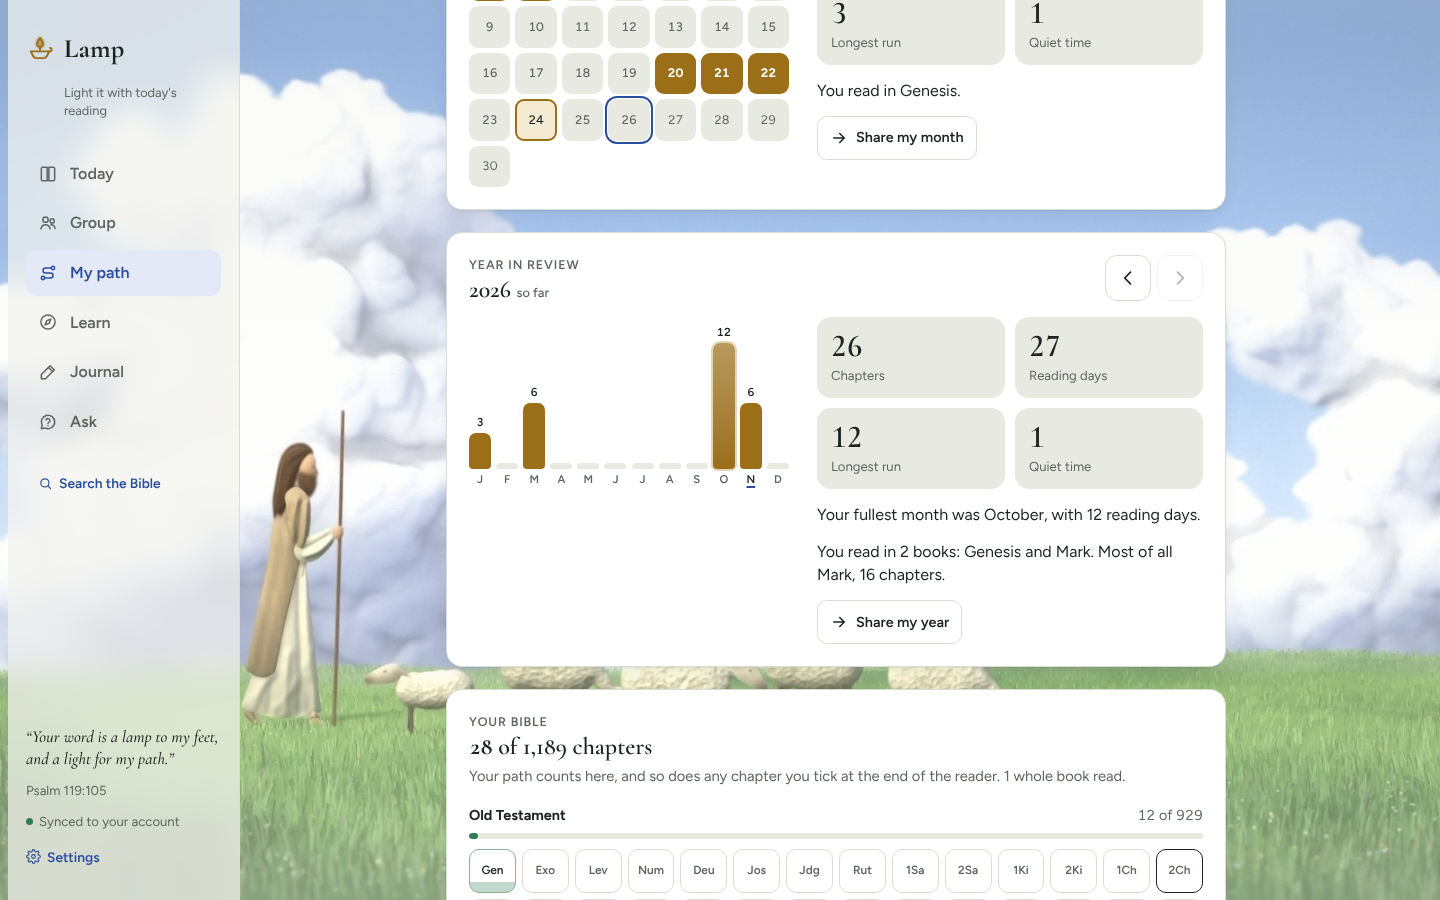 Lamp
Light it with today's
reading
Today
Group
My path
Learn
Journal
Ask
Search the Bible
“Your word is a lamp to my feet,
and a light for my path.”
Psalm 119:105
Synced to your account
Settings
9 10 11 12 13 14 15
16 17 18 19 20 21 22
23 24 25 26 27 28 29
30
3
Longest run
1
Quiet time
You read in Genesis.
Share my month
YEAR IN REVIEW
2026 so far
12
6
6
3
J F M A M J J A S O N D
26
Chapters
27
Reading days
12
Longest run
1
Quiet time
Your fullest month was October, with 12 reading days.
You read in 2 books: Genesis and Mark. Most of all
Mark, 16 chapters.
Share my year
YOUR BIBLE
28 of 1,189 chapters
Your path counts here, and so does any chapter you tick at the end of the reader. 1 whole book read.
Old Testament
12 of 929
Gen Exo Lev Num Deu Jos Jdg Rut 1Sa 2Sa 1Ki 2Ki 1Ch 2Ch